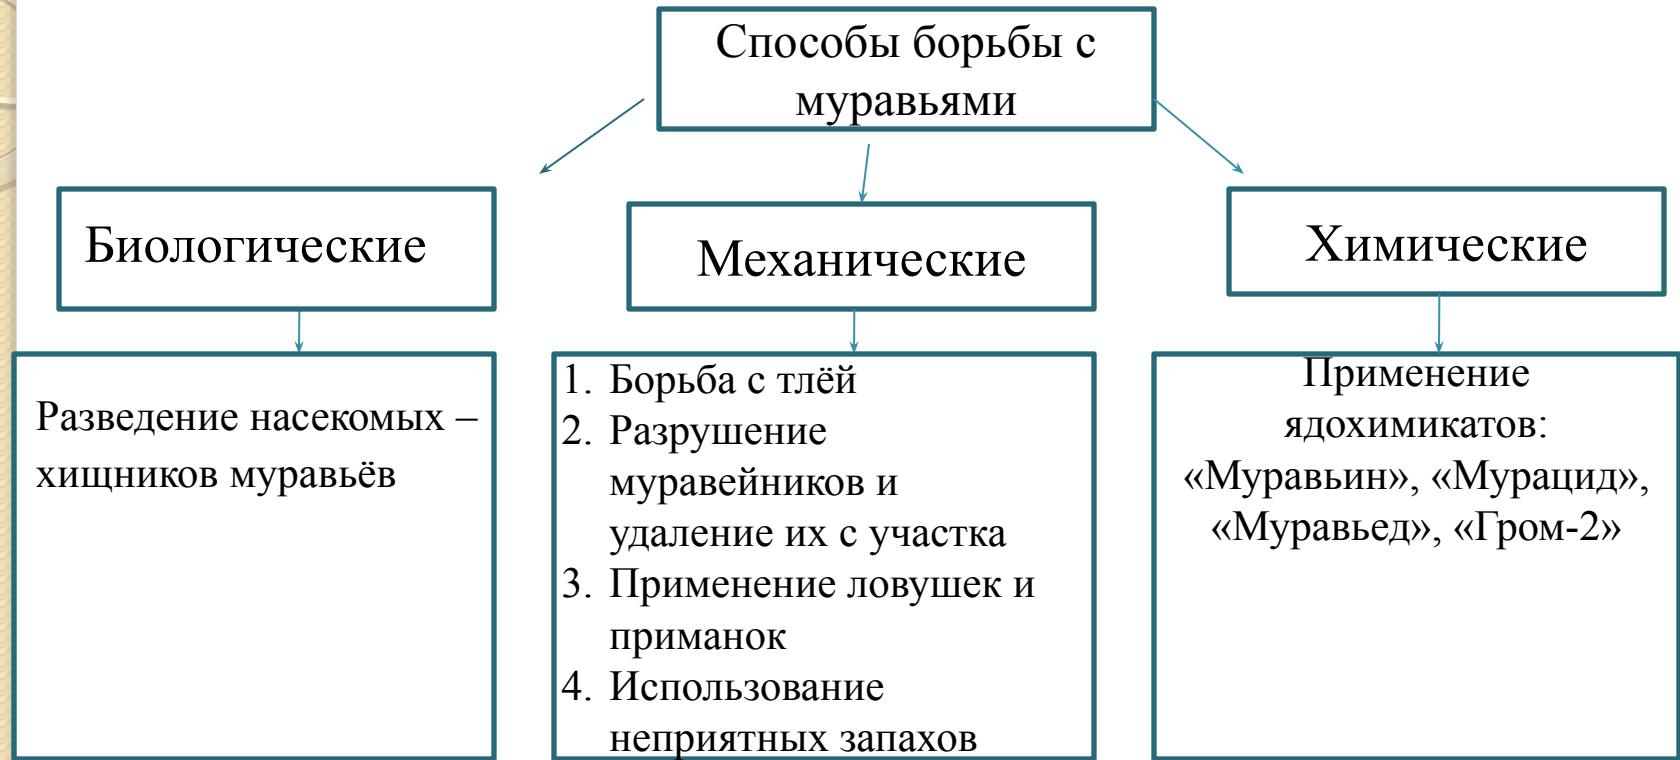 Способы борьбы с
муравьями
Биологические
Механические
Химические
Разведение насекомых –
хищников муравьёв
1. Борьба с тлёй
2. Разрушение
муравейников и
удаление их с участка
3. Применение ловушек и
приманок
4. Использование
неприятных запахов
Применение
ядохимикатов:
«Муравьин», «Мурацид»,
«Муравьед», «Гром-2»